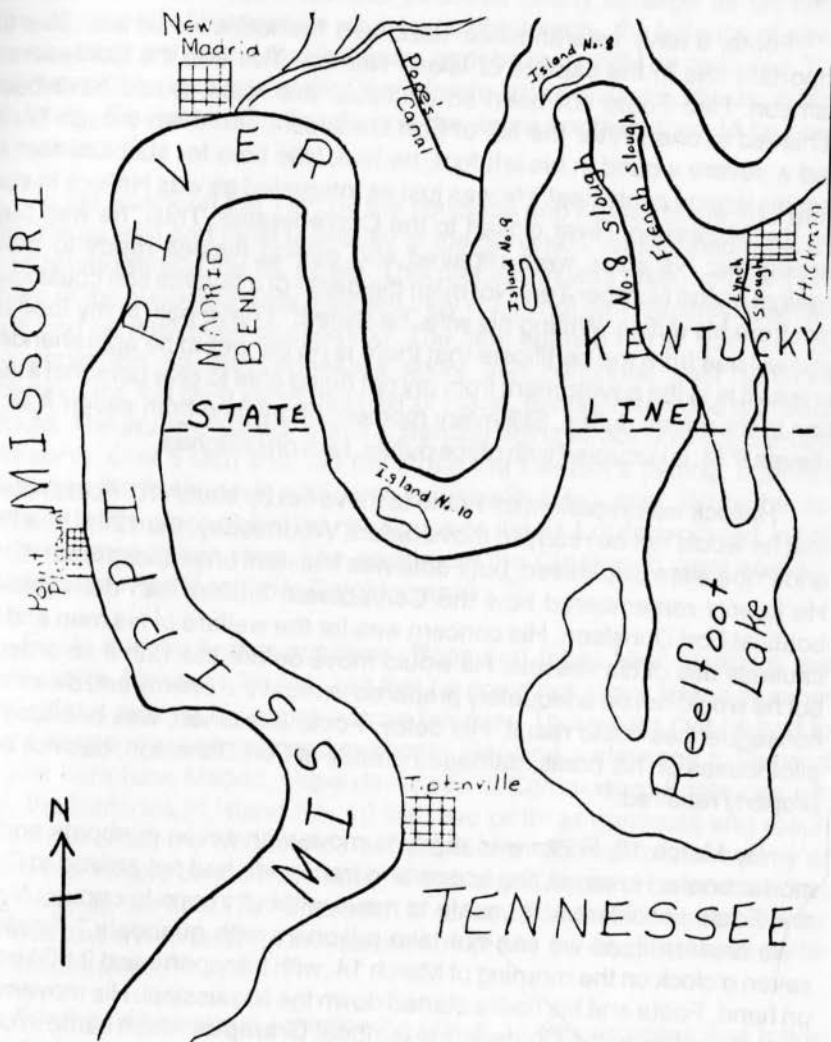 New
Madrid
Pope's
Canal
Island No. 8
MISSOURI
MISSISSIPPI RIVER
MADRID
BEND
Island No. 9
No. 8 Slough
French Slough
Lynch
Slough
Hickman
KENTUCKY
STATE LINE
Island No. 10
Point
Pleasant
Reelfoot
Lake
Tiptonville
N
TENNESSEE